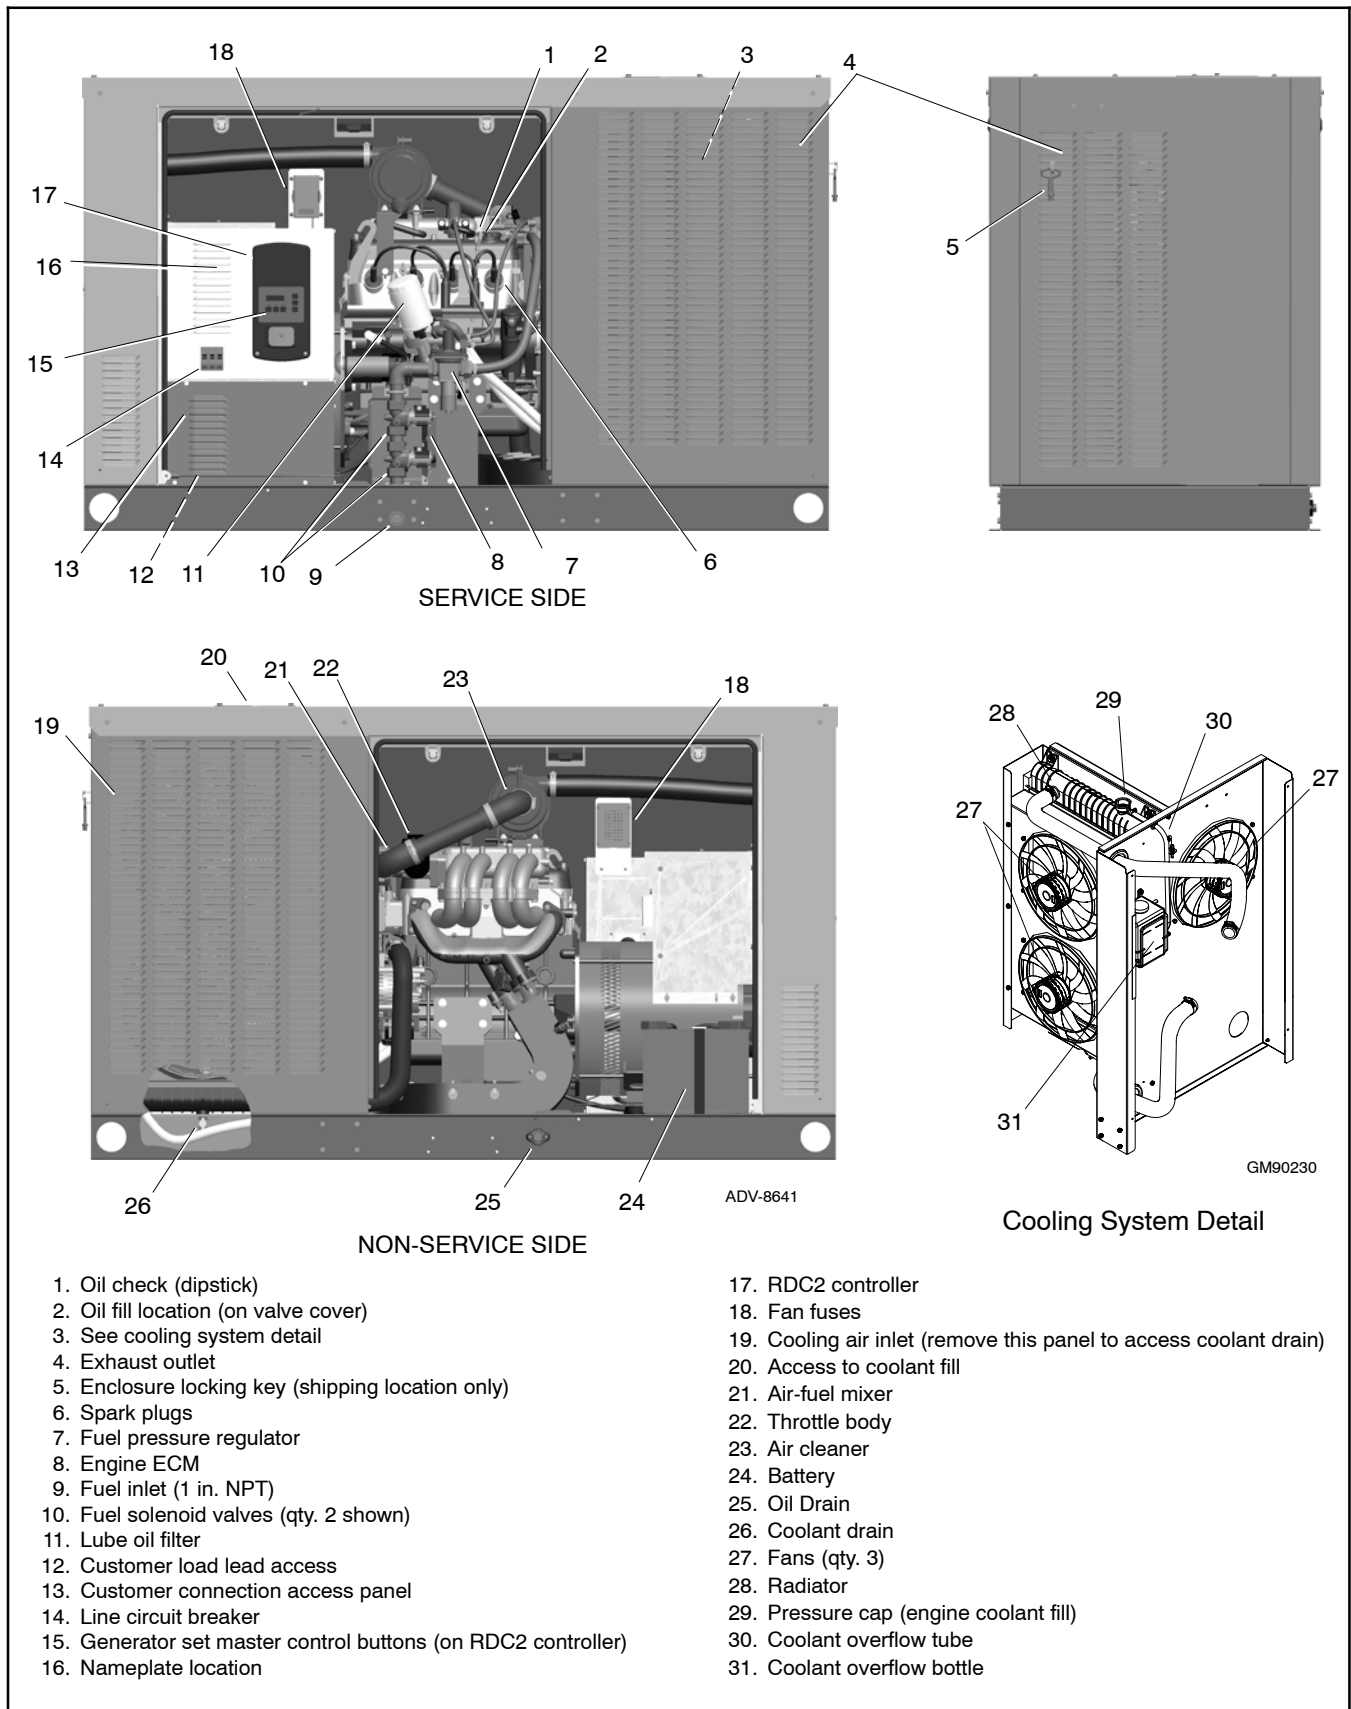 18
1
2
3
4
17
16
15
14
13
12
11
10
9
8
7
6
5
SERVICE SIDE
20
21
22
23
18
19
26
25
24
ADV-8641
NON-SERVICE SIDE
28
29
30
27
27
31
GM90230
Cooling System Detail
1. Oil check (dipstick)
2. Oil fill location (on valve cover)
3. See cooling system detail
4. Exhaust outlet
5. Enclosure locking key (shipping location only)
6. Spark plugs
7. Fuel pressure regulator
8. Engine ECM
9. Fuel inlet (1 in. NPT)
10. Fuel solenoid valves (qty. 2 shown)
11. Lube oil filter
12. Customer load lead access
13. Customer connection access panel
14. Line circuit breaker
15. Generator set master control buttons (on RDC2 controller)
16. Nameplate location
17. RDC2 controller
18. Fan fuses
19. Cooling air inlet (remove this panel to access coolant drain)
20. Access to coolant fill
21. Air-fuel mixer
22. Throttle body
23. Air cleaner
24. Battery
25. Oil Drain
26. Coolant drain
27. Fans (qty. 3)
28. Radiator
29. Pressure cap (engine coolant fill)
30. Coolant overflow tube
31. Coolant overflow bottle